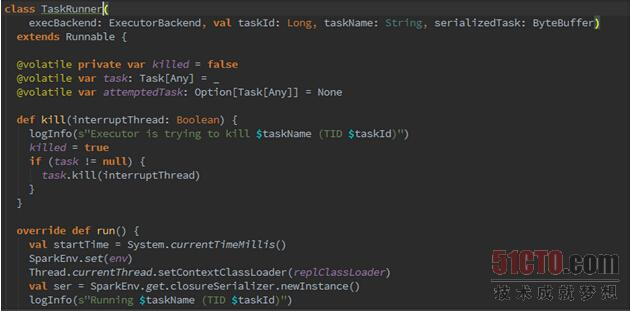 class TaskRunner(
    execBackend: ExecutorBackend, val taskId: Long, taskName: String, serializedTask: ByteBuffer)
  extends Runnable {

  @volatile private var killed = false
  @volatile var task: Task[Any] = _
  @volatile var attemptedTask: Option[Task[Any]] = None

  def kill(interruptThread: Boolean) {
    logInfo(s"Executor is trying to kill $taskName (TID $taskId)")
    killed = true
    if (task != null) {
      task.kill(interruptThread)
    }
  }

  override def run() {
    val startTime = System.currentTimeMillis()
    SparkEnv.set(env)
    Thread.currentThread.setContextClassLoader(replClassLoader)
    val ser = SparkEnv.get.closureSerializer.newInstance()
    logInfo(s"Running $taskName (TID $taskId)")
51CTO.com
技术成就梦想